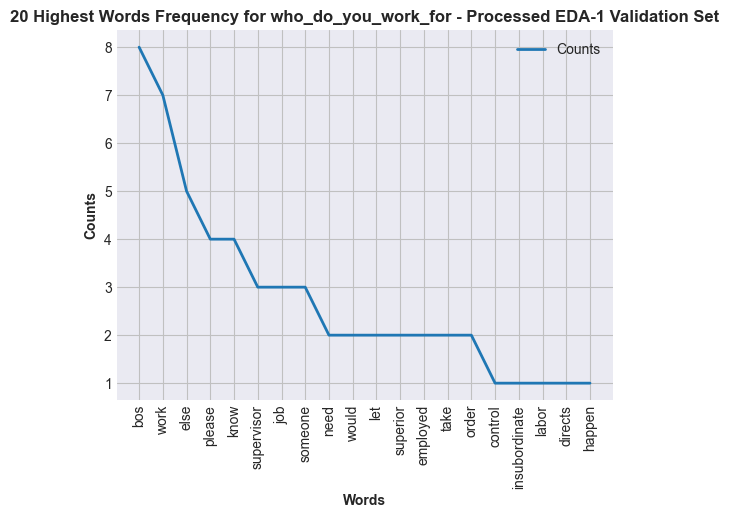 20 Highest Words Frequency for who_do_you_work_for - Processed EDA-1 Validation Set
Counts
8
7
6
5
4
3
2
1
Counts
bos
work
else
please
know
supervisor
job
someone
need
would
let
superior
employed
take
order
control
insubordinate
labor
directs
happen
Words